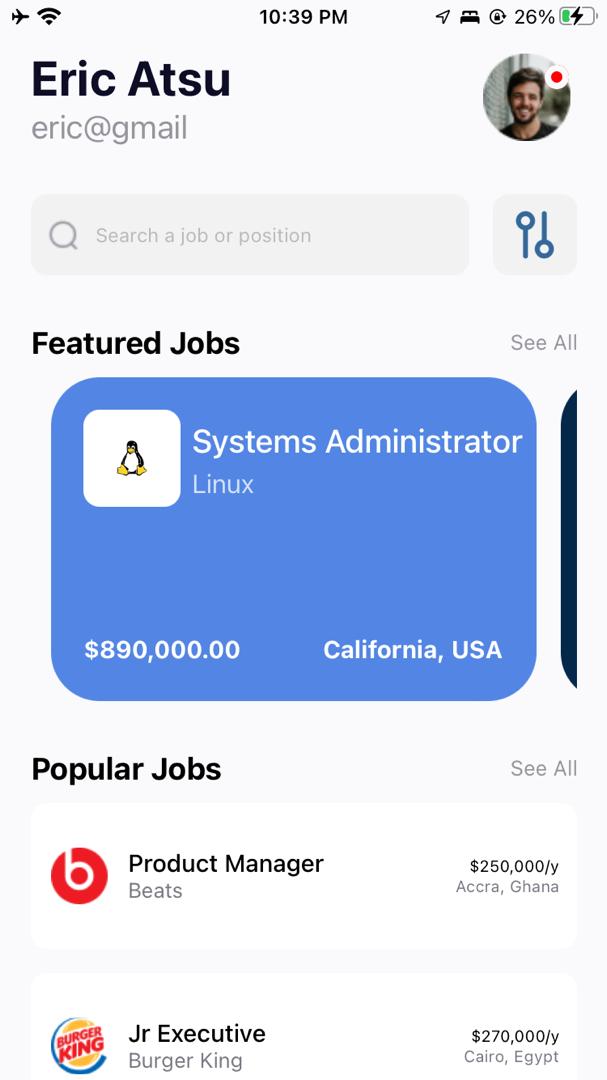 10:39 PM
26%
Eric Atsu
eric@gmail
Search a job or position
Featured Jobs
See All
Systems Administrator
Linux
$890,000.00
California, USA
Popular Jobs
See All
Product Manager
$250,000/y
Beats
Accra, Ghana
BURGER
KING
Jr Executive
$270,000/y
Burger King
Cairo, Egypt